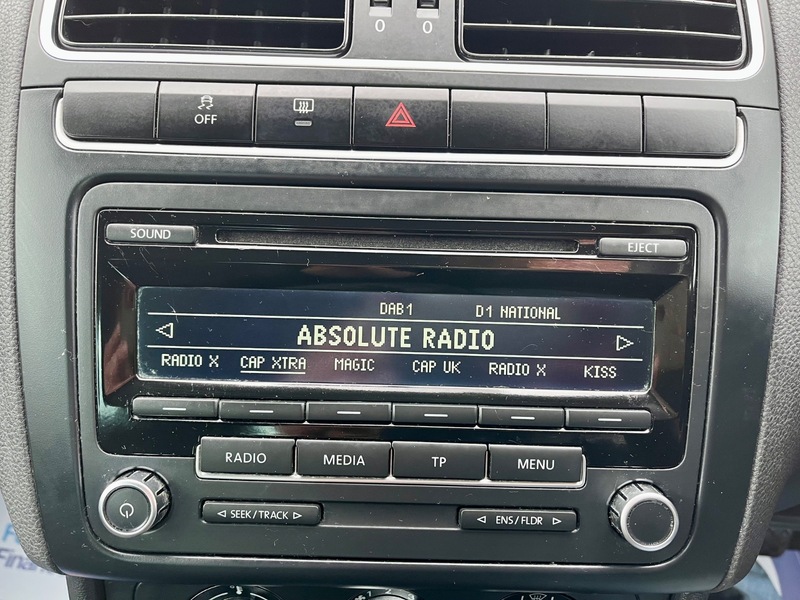 0 0
OFF
SOUND EJECT
DAB1 D1 NATIONAL
ABSOLUTE RADIO
RADIO X CAP XTRA MAGIC CAP UK RADIO X KISS
RADIO MEDIA TP MENU
SEEK/TRACK ENS/FLDR